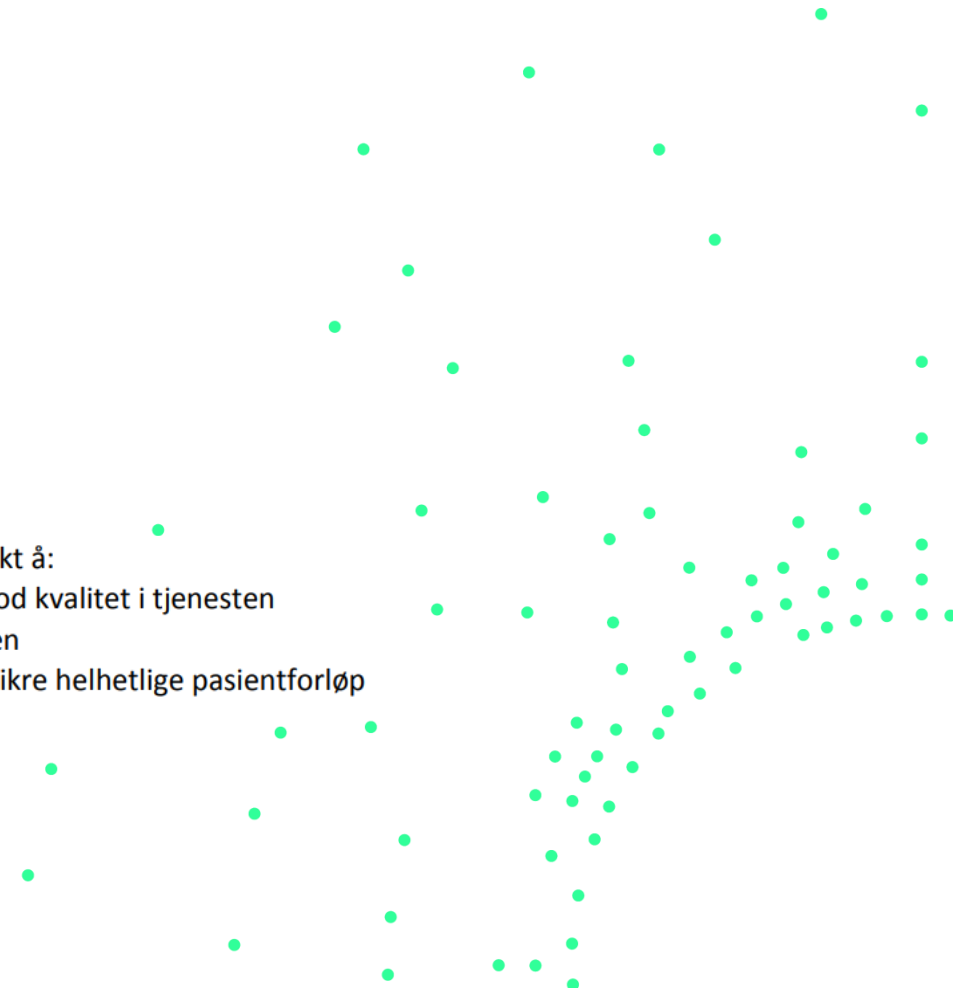 kt å:
od kvalitet i tjenesten
en
ikre helhetlige pasientforløp